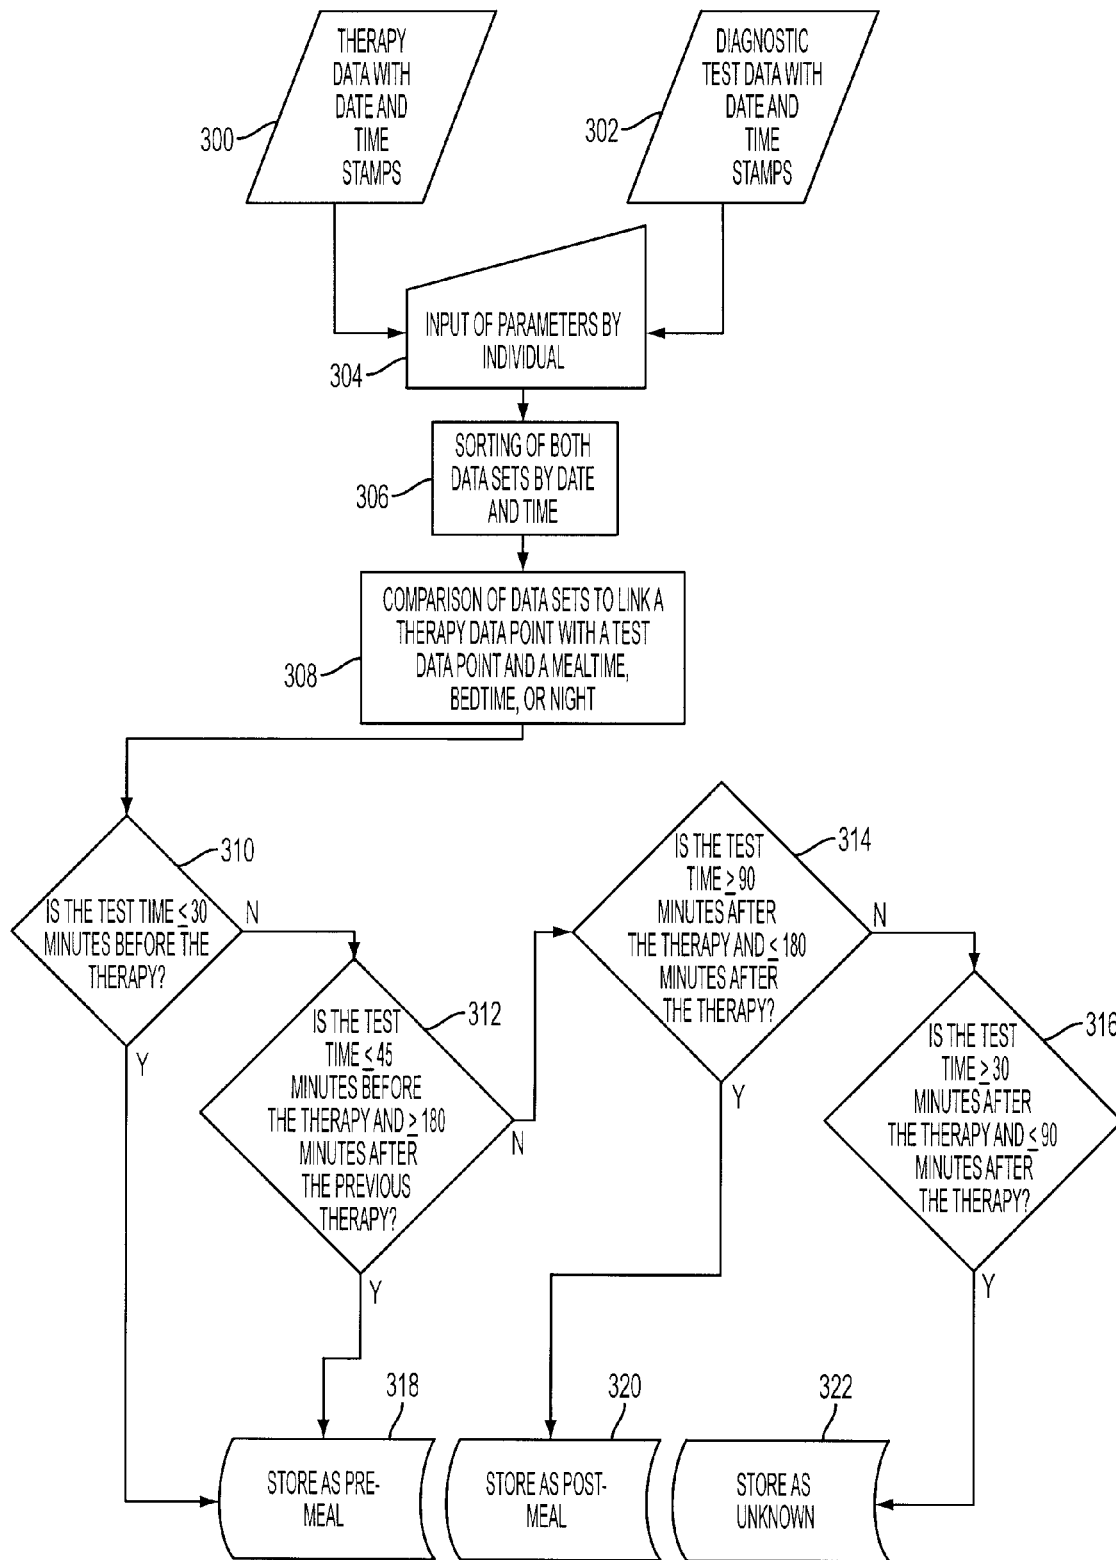 THERAPY
DATA WITH
DATE AND
TIME
STAMPS
300
DIAGNOSTIC
TEST DATA WITH
DATE AND
TIME
STAMPS
302
INPUT OF PARAMETERS BY
INDIVIDUAL
304
SORTING OF BOTH
DATA SETS BY DATE
AND TIME
306
COMPARISON OF DATA SETS TO LINK A
THERAPY DATA POINT WITH A TEST
DATA POINT AND A MEALTIME,
BEDTIME, OR NIGHT
308
310
IS THE TEST TIME ≤ 30
MINUTES BEFORE THE
THERAPY?
N
Y
312
IS THE TEST
TIME ≤ 45
MINUTES BEFORE
THE THERAPY AND ≥ 180
MINUTES AFTER
THE PREVIOUS
THERAPY?
N
Y
314
IS THE TEST
TIME ≥ 90
MINUTES AFTER
THE THERAPY AND ≤ 180
MINUTES AFTER
THE THERAPY?
N
Y
316
IS THE TEST
TIME ≥ 30
MINUTES AFTER
THE THERAPY AND ≤ 90
MINUTES AFTER
THE THERAPY?
Y
318
STORE AS PRE-
MEAL
320
STORE AS POST-
MEAL
322
STORE AS
UNKNOWN